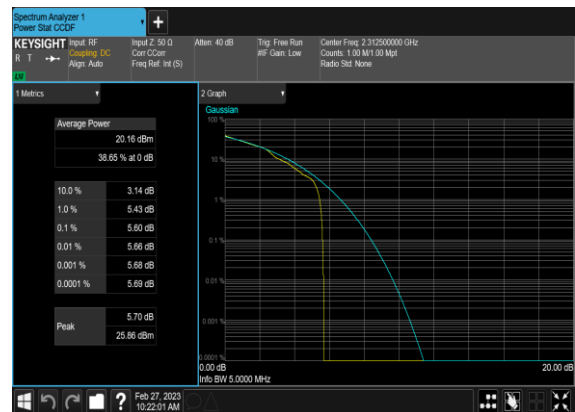 Spectrum Analyzer 1
Power Stat CCDF
+
KEYSIGHT
R T
LV
Input: RF
Coupling: DC
Align: Auto
Input Z: 50 Ω
Corr CCorr
Freq Ref: Int (S)
Atten: 40 dB
Trig: Free Run
#IF Gain: Low
Center Freq: 2.312500000 GHz
Counts: 1.00 M/1.00 Mpt
Radio Std: None
1 Metrics
Average Power
20.16 dBm
38.65 % at 0 dB
10.0 % 3.14 dB
1.0 % 5.43 dB
0.1 % 5.60 dB
0.01 % 5.66 dB
0.001 % 5.68 dB
0.0001 % 5.69 dB
Peak
5.70 dB
25.86 dBm
2 Graph
Gaussian
100 %
10 %
1 %
0.1 %
0.01 %
0.001 %
0.0001 %
0.00 dB
20.00 dB
Info BW 5.0000 MHz
?
Feb 27, 2023
10:22:01 AM